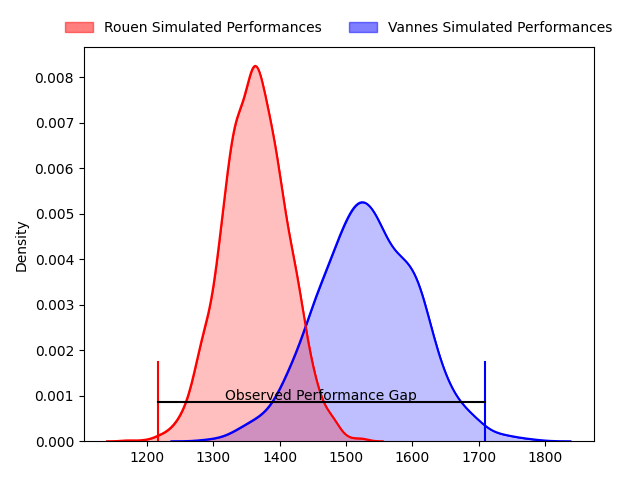 Rouen Simulated Performances Vannes Simulated Performances
0.008
0.007
0.006
0.005
0.004
0.003
0.002
0.001
0.000
Density
Observed Performance Gap
1200 1300 1400 1500 1600 1700 1800